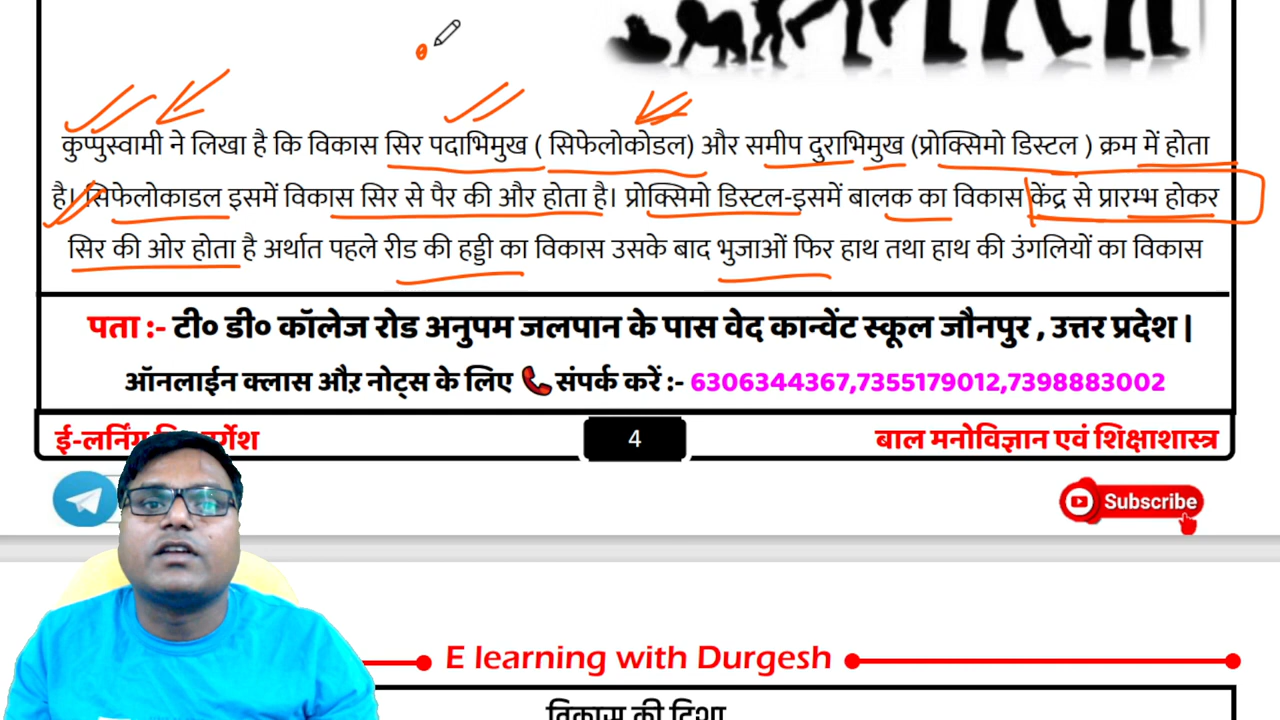 कुप्पुस्वामी ने लिखा है कि विकास सिर पदाभिमुख ( सिफेलोकोडल) और समीप दुराभिमुख (प्रोक्सिमो डिस्टल ) क्रम में होता
है। सिफेलोकाडल इसमें विकास सिर से पैर की और होता है। प्रोक्सिमो डिस्टल-इसमें बालक का विकास केंद्र से प्रारम्भ होकर
सिर की ओर होता है अर्थात पहले रीड की हड्डी का विकास उसके बाद भुजाओं फिर हाथ तथा हाथ की उंगलियों का विकास
पता :- टी० डी० कॉलेज रोड अनुपम जलपान के पास वेद कान्वेंट स्कूल जौनपुर , उत्तर प्रदेश |
ऑनलाईन क्लास औऱ नोट्स के लिए संपर्क करें :- 6306344367,7355179012,7398883002
ई-लर्निंग
4
बाल मनोविज्ञान एवं शिक्षाशास्त्र
Subscribe
E learning with Durgesh
विकास की दिशा